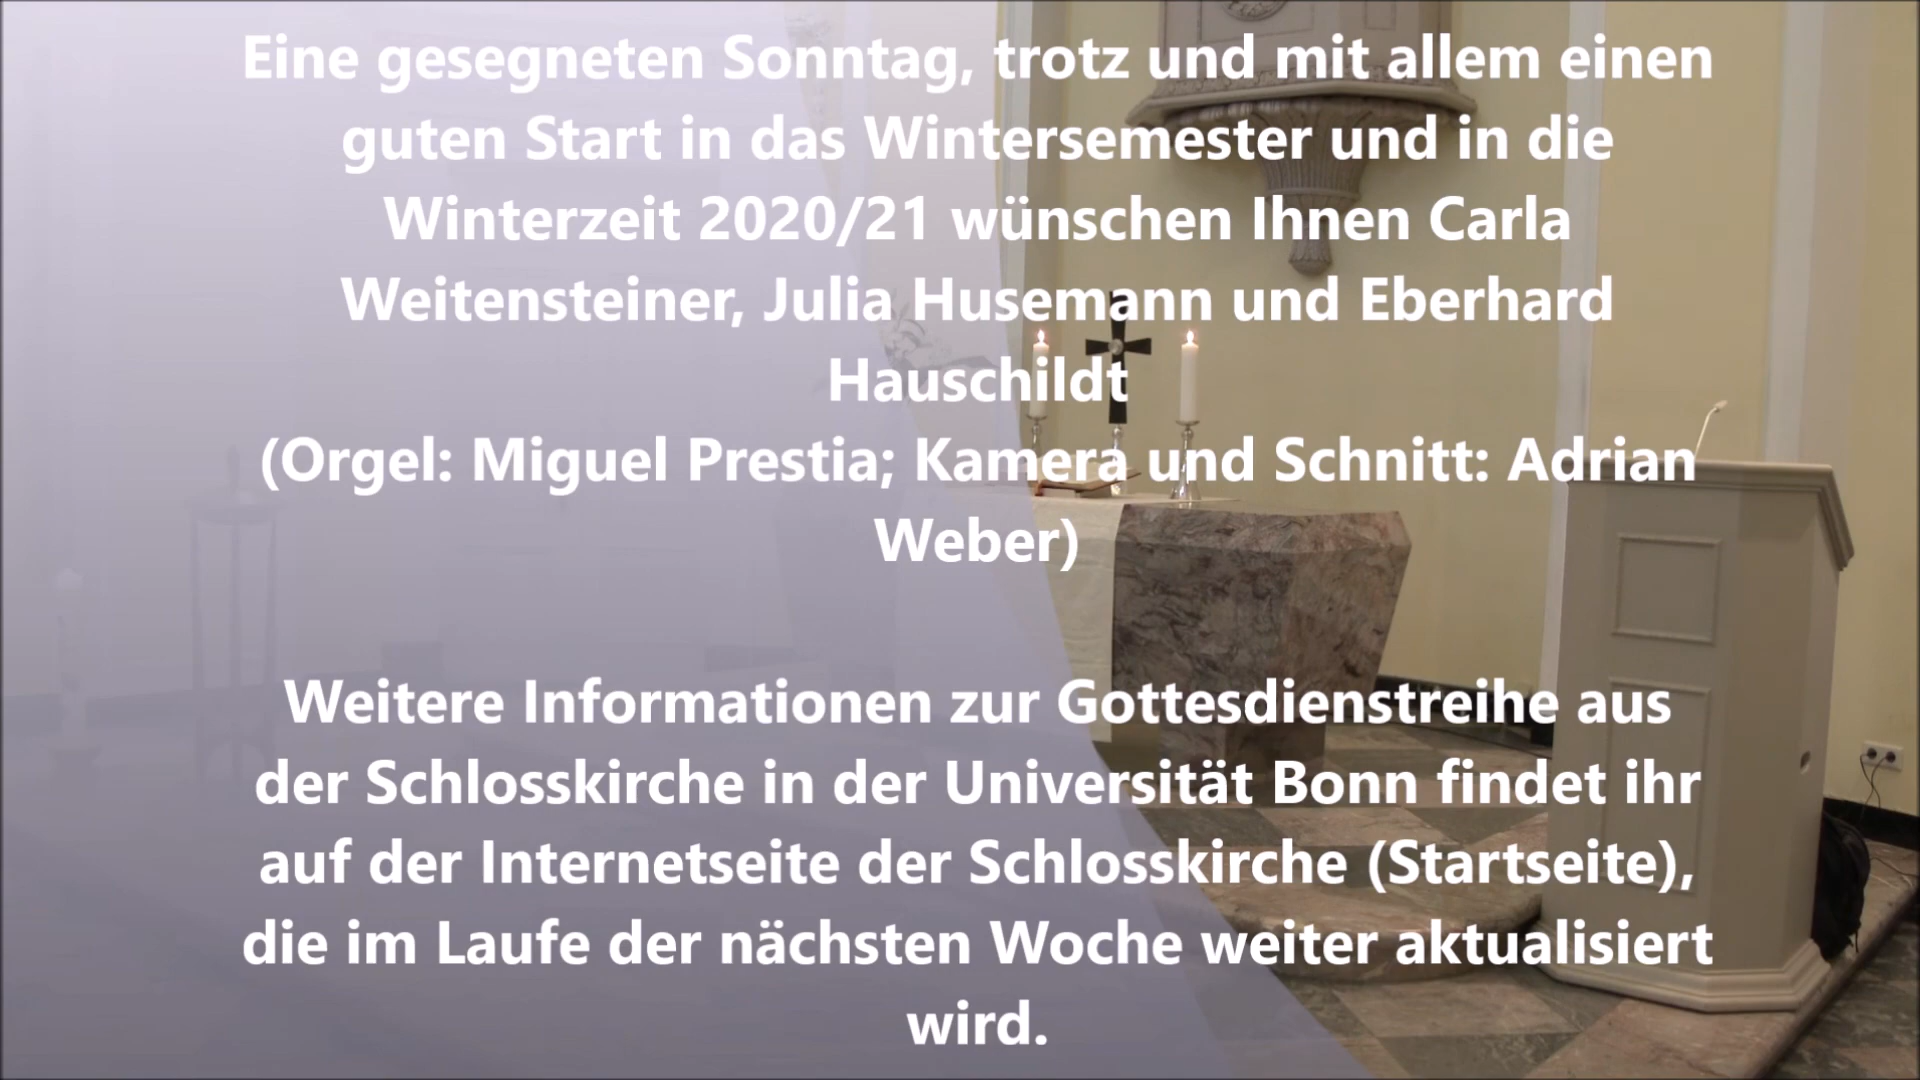 Eine gesegneten Sonntag, trotz und mit allem einen
guten Start in das Wintersemester und in die
Winterzeit 2020/21 wünschen Ihnen Carla
Weitensteiner, Julia Husemann und Eberhard
Hauschildt
(Orgel: Miguel Prestia; Kamera und Schnitt: Adrian
Weber)
Weitere Informationen zur Gottesdienstreihe aus
der Schlosskirche in der Universität Bonn findet ihr
auf der Internetseite der Schlosskirche (Startseite),
die im Laufe der nächsten Woche weiter aktualisiert
wird.